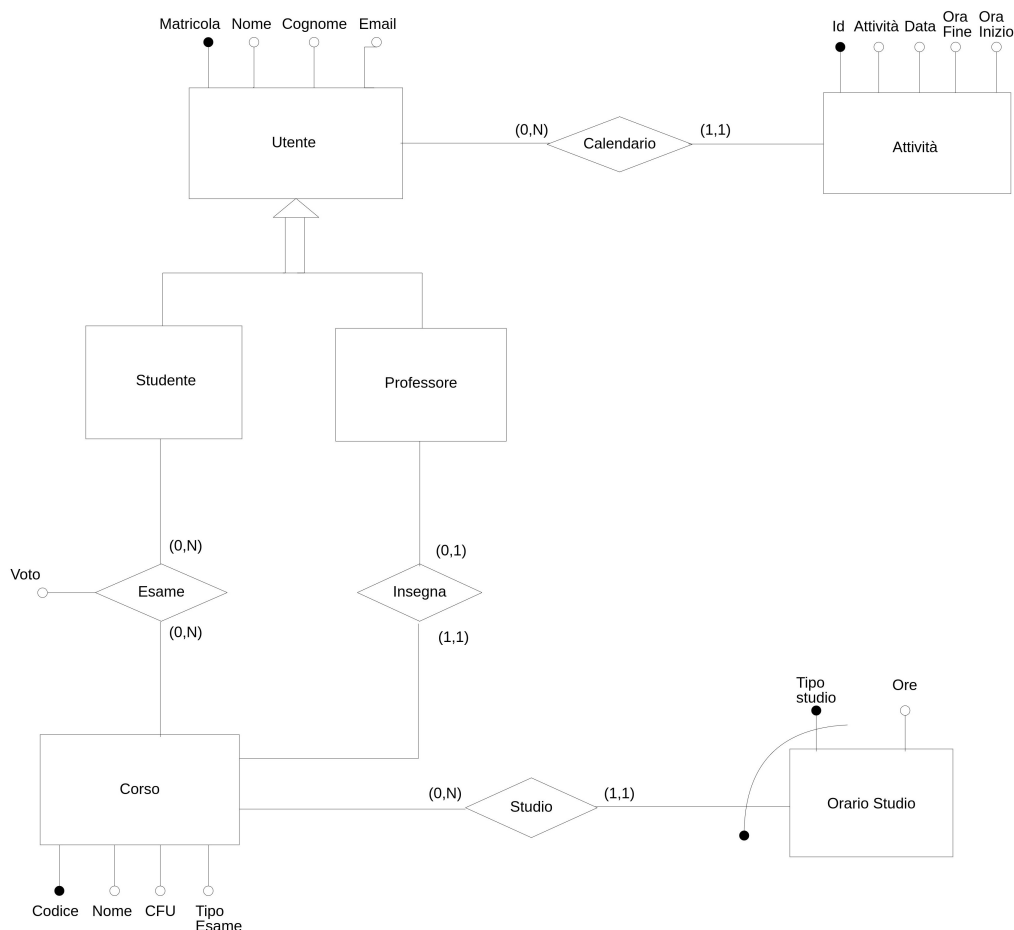 Matricola Nome Cognome Email
Id Attività Data Ora Fine Ora Inizio
Utente
(0,N)
Calendario
(1,1)
Attività
Studente
Professore
(0,N)
(0,1)
Voto
Esame
Insegna
(0,N)
(1,1)
Tipo
studio
Ore
Corso
(0,N)
Studio
(1,1)
Orario Studio
Codice Nome CFU Tipo
Esame